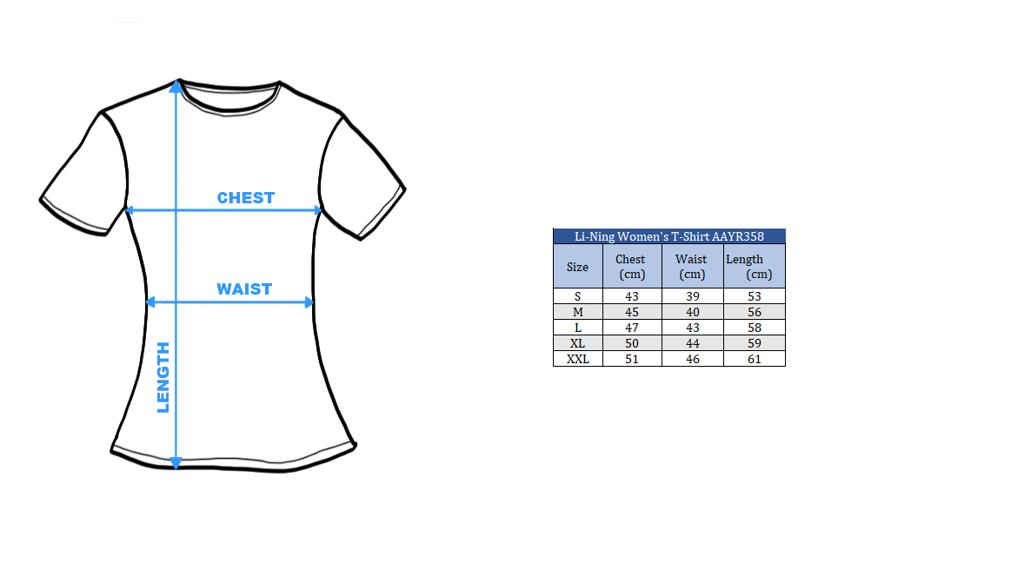 CHEST
WAIST
LENGTH
Li-Ning Women's T-Shirt AAYR358
Size Chest (cm) Waist (cm) Length (cm)
S 43 39 53
M 45 40 56
L 47 43 58
XL 50 44 59
XXL 51 46 61